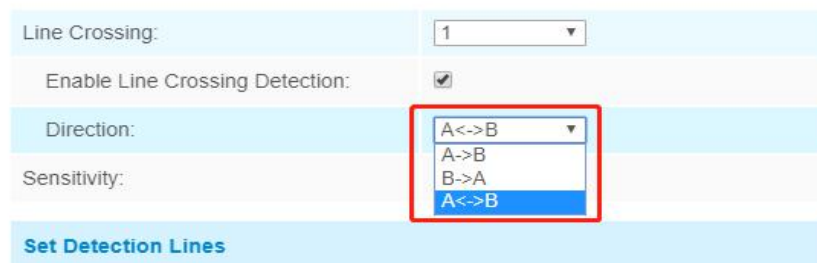 Line Crossing: 1
Enable Line Crossing Detection:
Direction: A<->B
A->B
Sensitivity: B->A
A<->B
Set Detection Lines